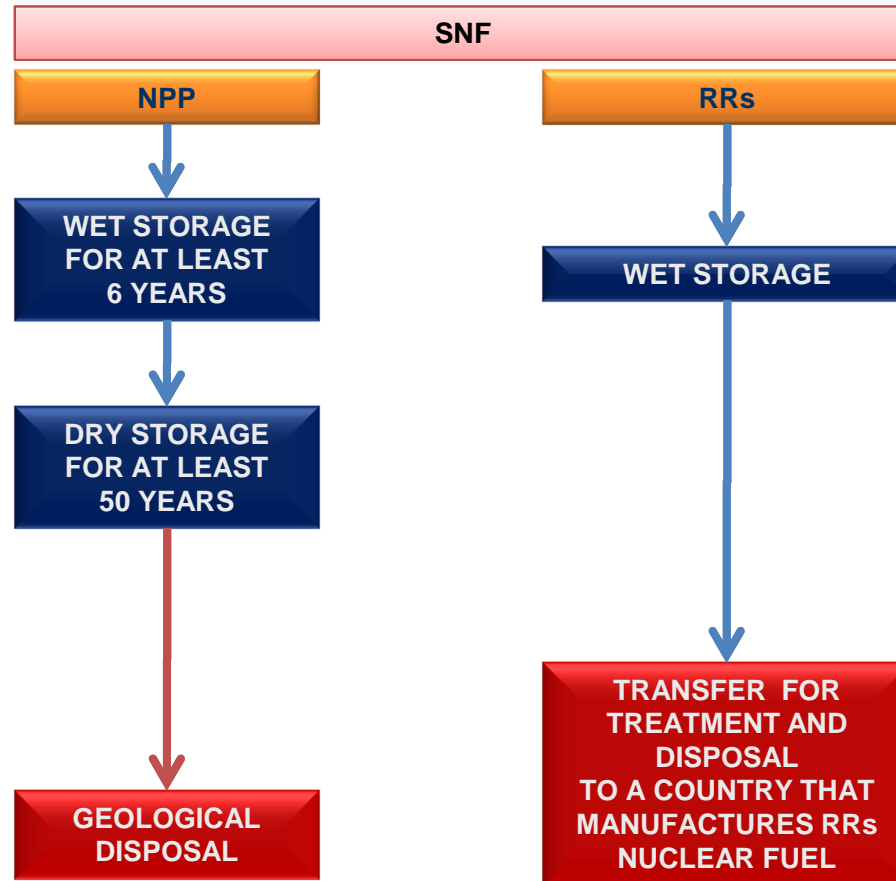 SNF
NPP
WET STORAGE
FOR AT LEAST
6 YEARS
DRY STORAGE
FOR AT LEAST
50 YEARS
GEOLOGICAL
DISPOSAL
RRs
WET STORAGE
TRANSFER FOR
TREATMENT AND
DISPOSAL
TO A COUNTRY THAT
MANUFACTURES RRs
NUCLEAR FUEL